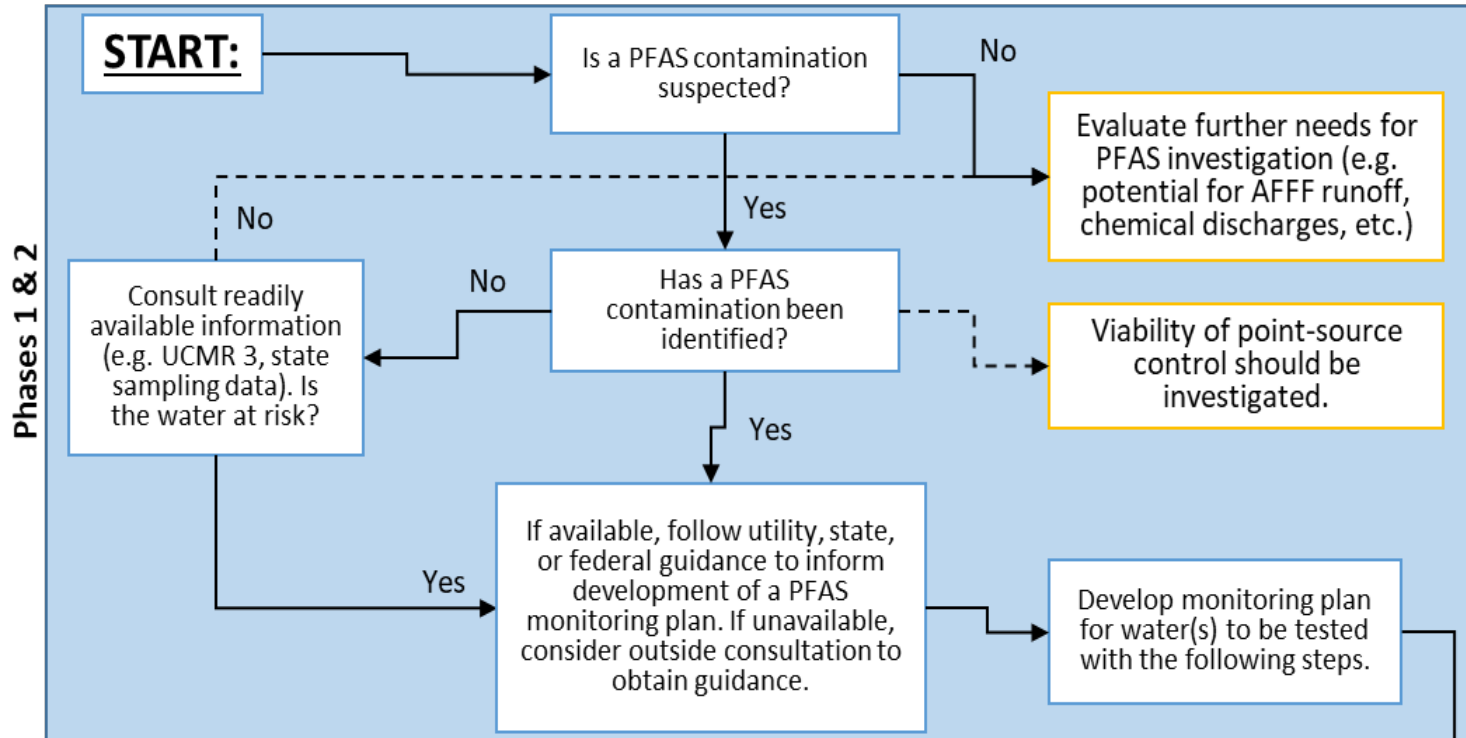 START:
Is a PFAS contamination
suspected?
No
Evaluate further needs for
PFAS investigation (e.g.
potential for AFFF runoff,
chemical discharges, etc.)
Yes
No
Phases 1 & 2
Consult readily
available information
(e.g. UCMR 3, state
sampling data). Is
the water at risk?
No
Has a PFAS
contamination been
identified?
Viability of point-source
control should be
investigated.
Yes
Yes
If available, follow utility, state,
or federal guidance to inform
development of a PFAS
monitoring plan. If unavailable,
consider outside consultation to
obtain guidance.
Develop monitoring plan
for water(s) to be tested
with the following steps.